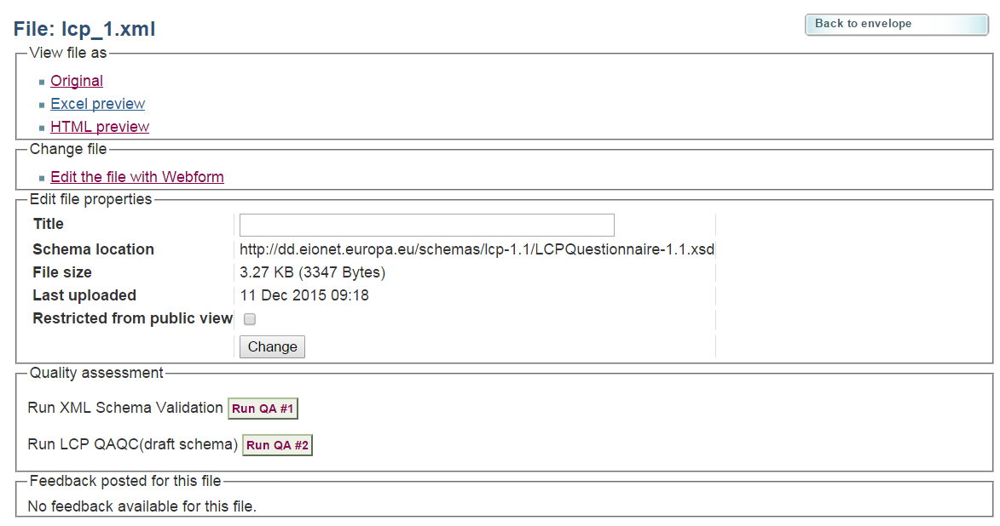 File: lcp_1.xml
Back to envelope
View file as
Original
Excel preview
HTML preview
Change file
Edit the file with Webform
Edit file properties
Title
Schema location http://dd.eionet.europa.eu/schemas/lcp-1.1/LCPQuestionnaire-1.1.xsd
File size 3.27 KB (3347 Bytes)
Last uploaded 11 Dec 2015 09:18
Restricted from public view
Change
Quality assessment
Run XML Schema Validation Run QA #1
Run LCP QAQC(draft schema) Run QA #2
Feedback posted for this file
No feedback available for this file.